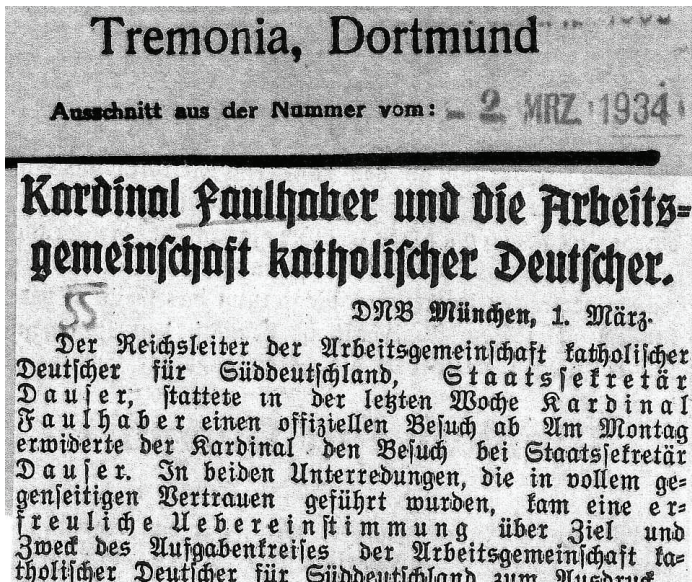 Tremonia, Dortmund
Ausschnitt aus der Nummer vom: - 2. MRZ. 1934
Kardinal Faulhaber und die Arbeits=
gemeinſchaft katholiſcher Deutſcher.
55
DNB München, 1. März.
Der Reichsleiter der Arbeitsgemeinſchaft katholiſcher
Deutſcher für Süddeutſchland, Staatsſekretär
Dauſer, ſtattete in der letzten Woche Kardinal
Faulhaber einen offiziellen Beſuch ab Am Montag
erwiderte der Kardinal den Beſuch bei Staatsſekretär
Dauſer. In beiden Unterredungen, die in vollem ge=
genſeitigen Vertrauen geführt wurden, kam eine er=
freuliche Uebereinſtimmung über Ziel und
Zweck des Aufgabenkreiſes der Arbeitsgemeinſchaft ka=
tholiſcher Deutſcher für Süddeutſchland zum Ausdruck.